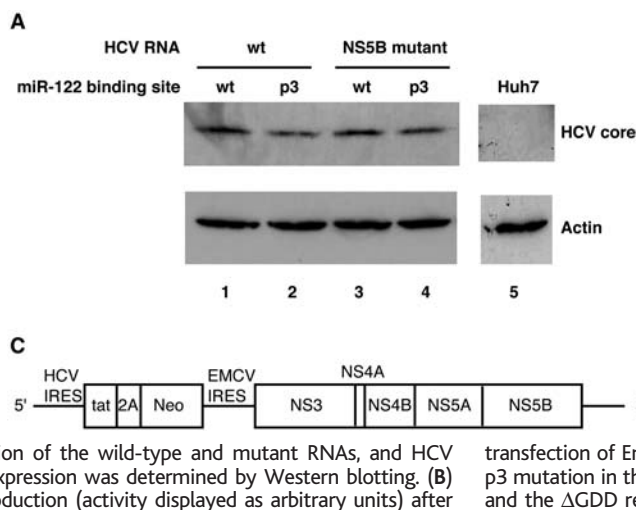 A
HCV RNA wt NS5B mutant
miR-122 binding site wt p3 wt p3 Huh7
HCV core
Actin
1 2 3 4 5
C
HCV IRES EMCV IRES NS4A
5' tat 2A Neo NS3 NS4B NS5A NS5B
ion of the wild-type and mutant RNAs, and HCV
xpression was determined by Western blotting. (B)
oduction (activity displayed as arbitrary units) after
transfection of Er
p3 mutation in th
and the ΔGDD re